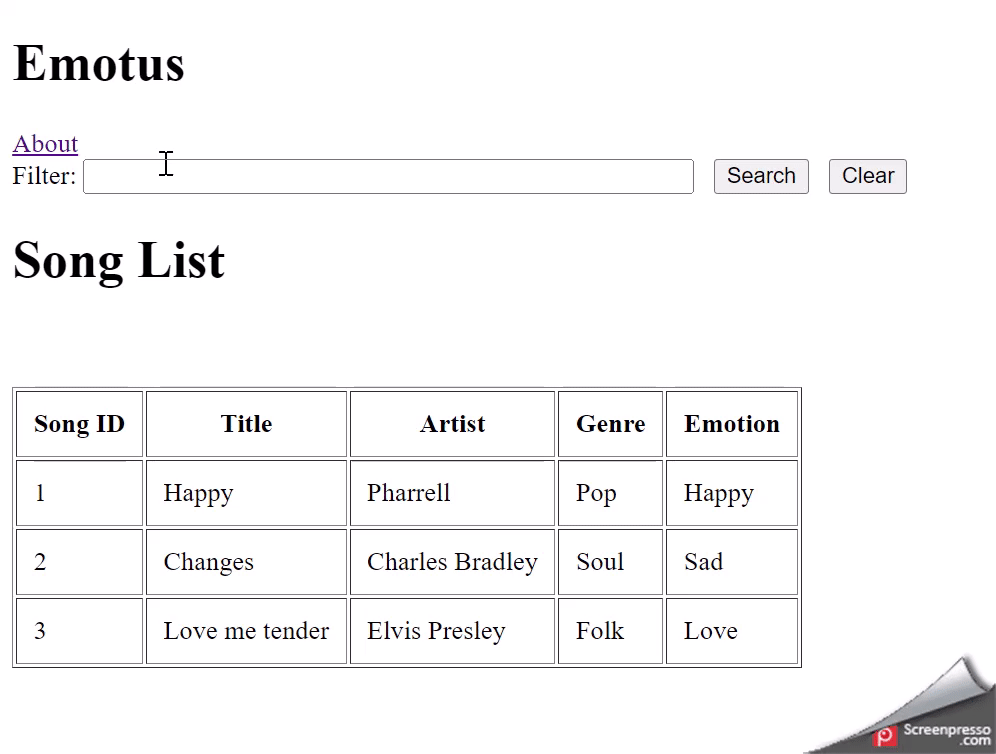 Emotus
About
Filter: Search Clear
Song List
Song ID Title Artist Genre Emotion
1 Happy Pharrell Pop Happy
2 Changes Charles Bradley Soul Sad
3 Love me tender Elvis Presley Folk Love
Screenpresso
.com